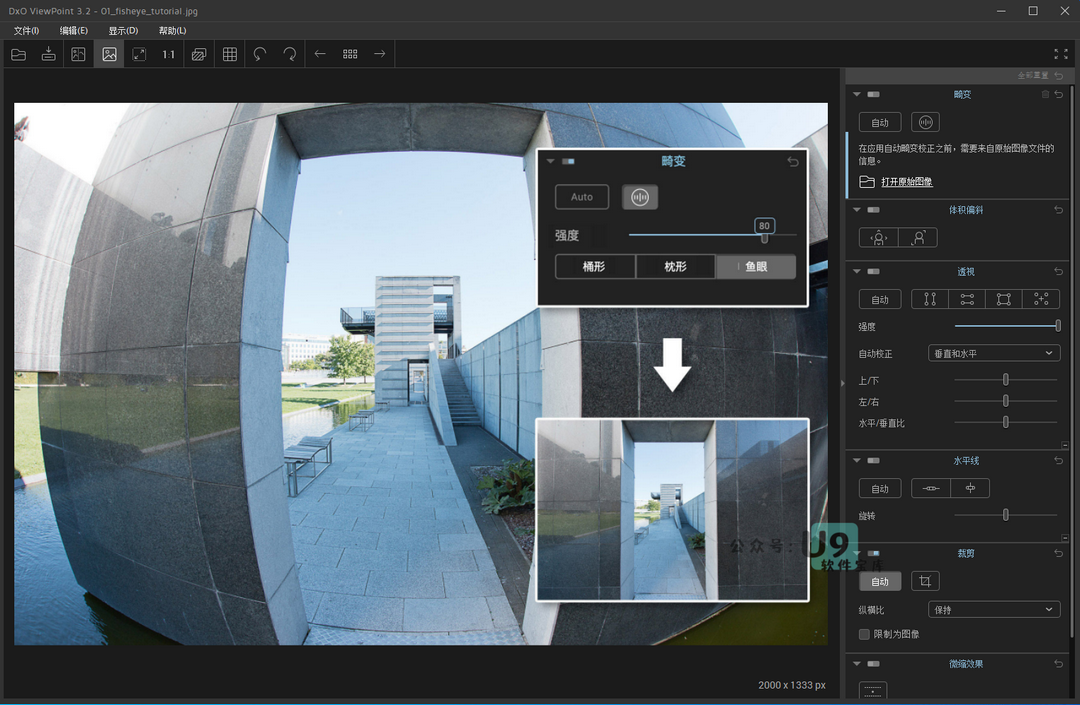 DxO ViewPoint 3.2 - 01_fisheye_tutorial.jpg
文件(I) 编辑(E) 显示(D) 帮助(L)
1:1
全部重置
畸变
自动
在应用自动畸变校正之前，需要来自原始图像文件的
信息。
打开原始图像
体积偏斜
透视
自动
强度
自动校正 垂直和水平
上/下
左/右
水平/垂直比
水平线
自动
旋转
裁剪
自动
纵横比 保持
限制为图像
微缩效果
畸变
Auto
强度 80
桶形 枕形 鱼眼
公众号: U9
软件宝库
2000 x 1333 px